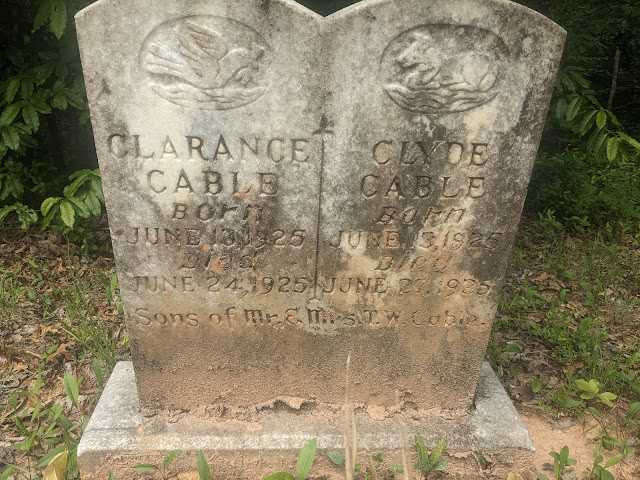 CLARANCE
CABLE
Born
JUNE 13, 1925
Died
JUNE 24, 1925
CLYDE
CABLE
Born
JUNE 13, 1925
Died
JUNE 27, 1925
Sons of Mr. & Mrs. T. W. Cable.